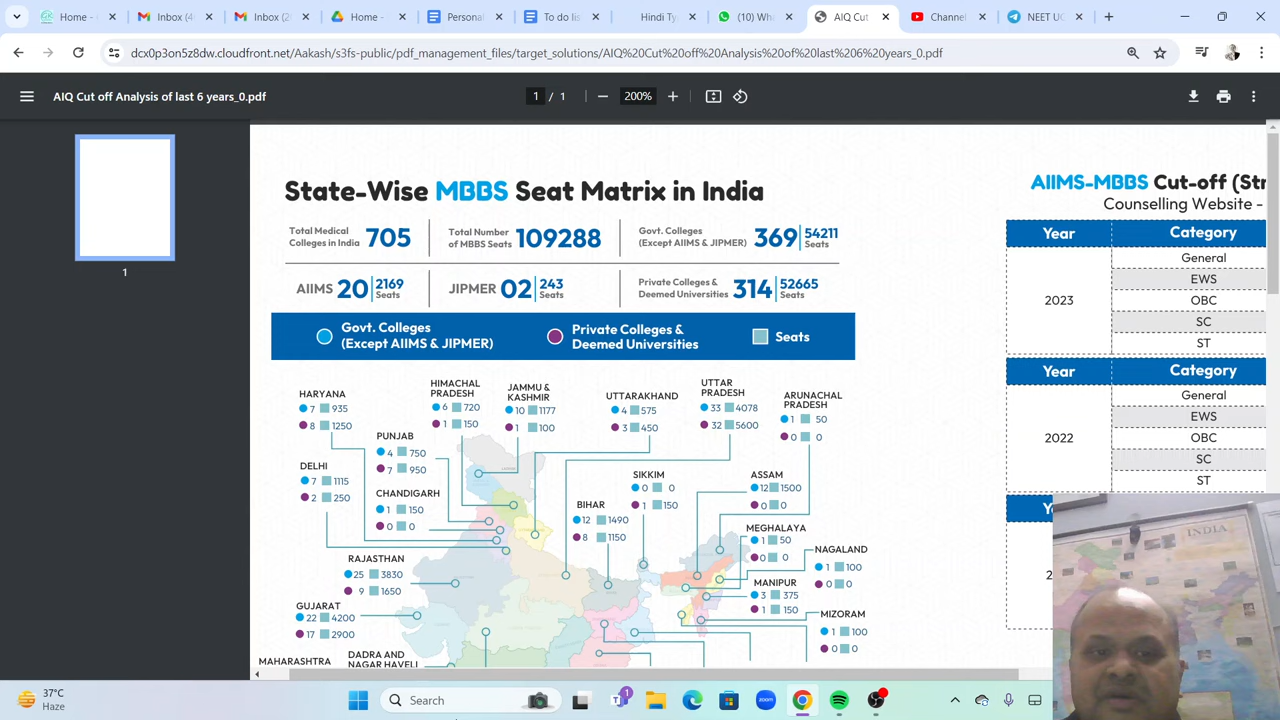 Home -
Inbox (4
Inbox (2
Home -
Persona
To do lis
Hindi Ty
(10) Wha
AIQ Cut
Channel
NEET UG
dcx0p3on5z8dw.cloudfront.net/Aakash/s3fs-public/pdf_management_files/target_solutions/AIQ%20Cut%20off%20Analysis%20of%20last%206%20years_0.pdf
AIQ Cut off Analysis of last 6 years_0.pdf
1 / 1
200%
1
State-Wise MBBS Seat Matrix in India
Total Medical
Colleges in India 705
Total Number
of MBBS Seats 109288
Govt. Colleges
(Except AIIMS & JIPMER) 369 54211
Seats
AIIMS 20 2169
Seats
JIPMER 02 243
Seats
Private Colleges &
Deemed Universities 314 52665
Seats
Govt. Colleges
(Except AIIMS & JIPMER)
Private Colleges &
Deemed Universities
Seats
HARYANA
7 935
8 1250
HIMACHAL
PRADESH
6 720
1 150
JAMMU &
KASHMIR
10 1177
1 100
UTTARAKHAND
4 575
3 450
UTTAR
PRADESH
33 4078
32 5600
ARUNACHAL
PRADESH
1 50
0 0
PUNJAB
4 750
7 950
DELHI
7 1115
2 250
CHANDIGARH
1 150
0 0
SIKKIM
0 0
1 150
ASSAM
12 1500
0 0
BIHAR
12 1490
8 1150
MEGHALAYA
1 50
0 0
NAGALAND
1 100
0 0
RAJASTHAN
25 3830
9 1650
MANIPUR
3 375
1 150
GUJARAT
22 4200
17 2900
MIZORAM
1 100
0 0
MAHARASHTRA
DADRA AND
NAGAR HAVELI
AIIMS-MBBS Cut-off (Str
Counselling Website -
Year Category
2023
General
EWS
OBC
SC
ST
Year Category
2022
General
EWS
OBC
SC
ST
INDIA
37°C
Haze
Search
1